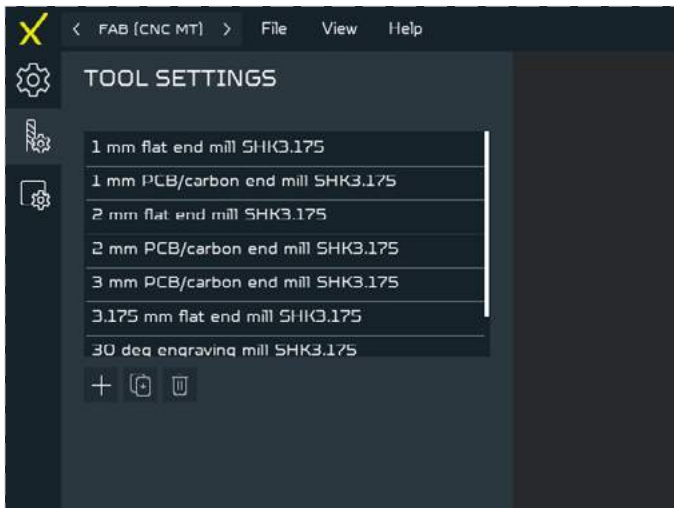 < FAB (CNC MT) > File View Help
TOOL SETTINGS
1 mm flat end mill SHK3.175
1 mm PCB/carbon end mill SHK3.175
2 mm flat end mill SHK3.175
2 mm PCB/carbon end mill SHK3.175
3 mm PCB/carbon end mill SHK3.175
3.175 mm flat end mill SHK3.175
30 deg engraving mill SHK3.175